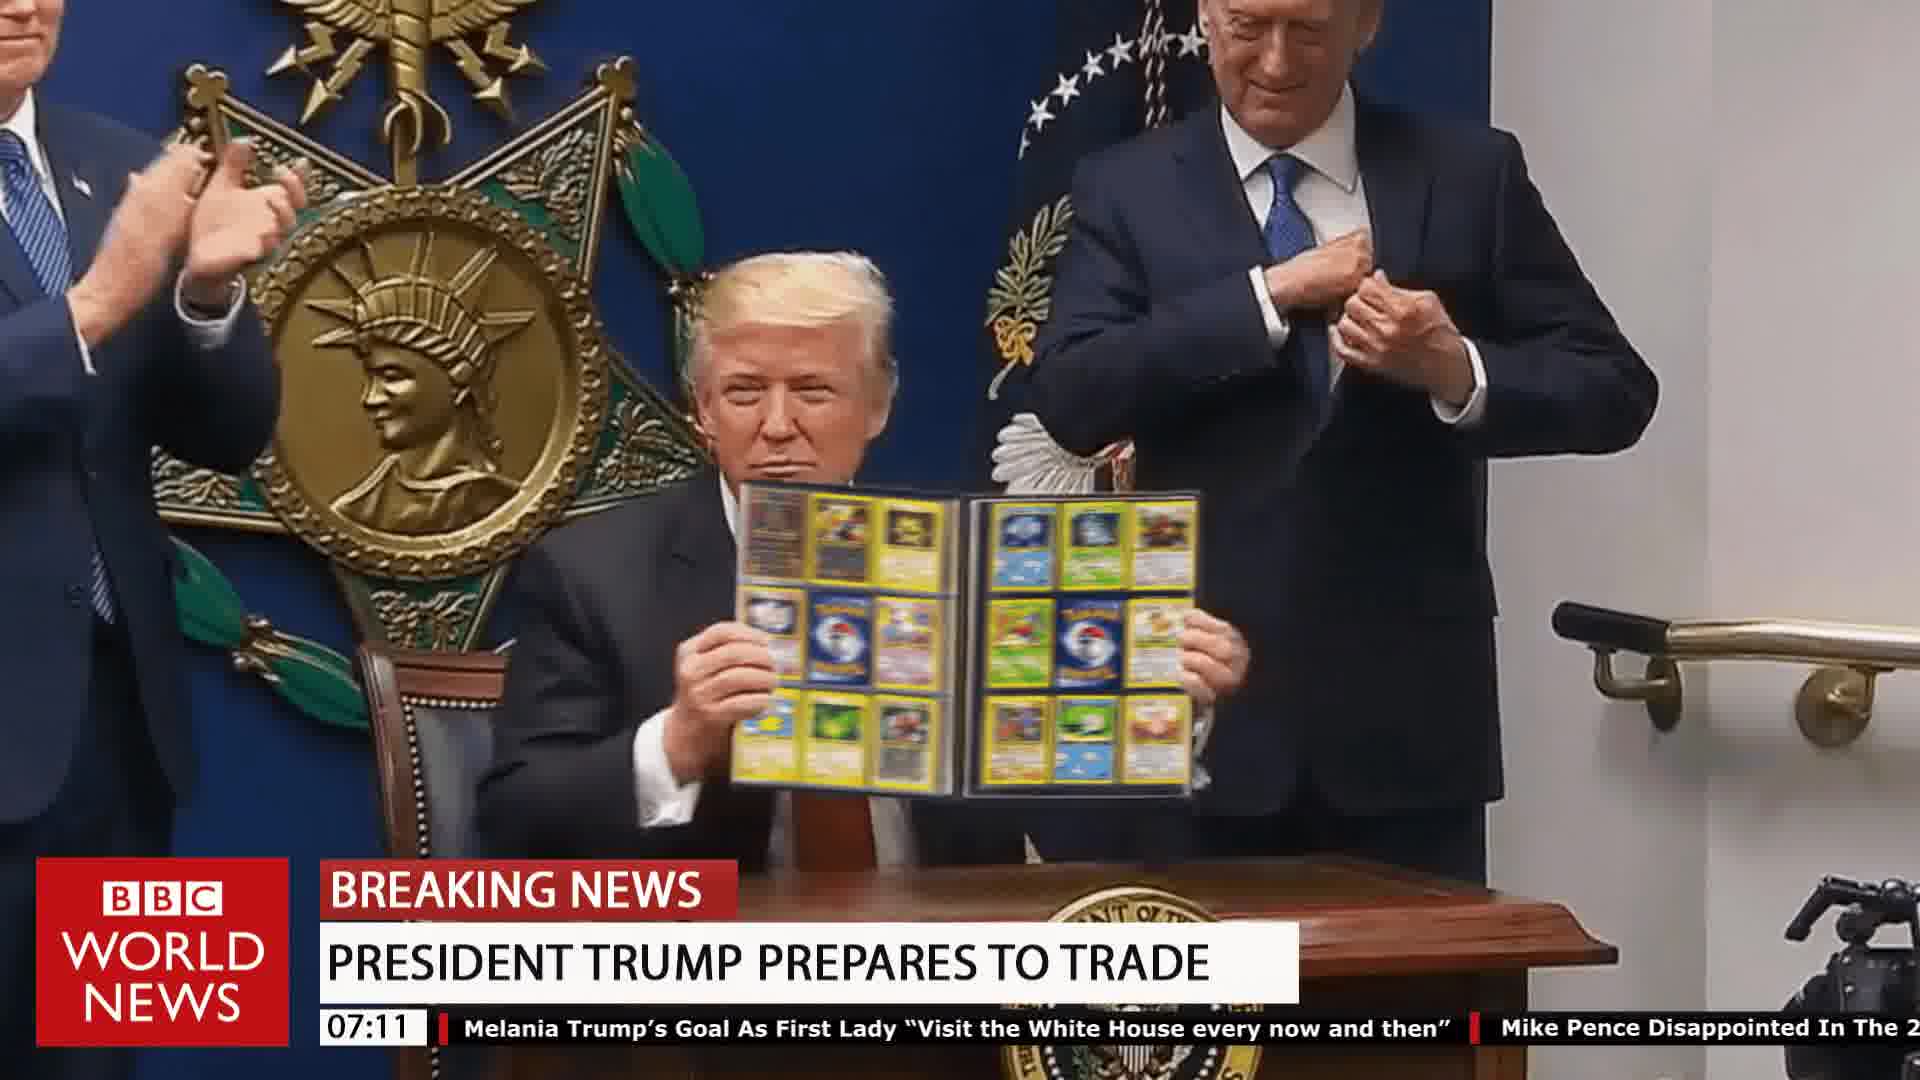 BREAKING NEWS
PRESIDENT TRUMP PREPARES TO TRADE
BBC
WORLD
NEWS
07:11
Melania Trump’s Goal As First Lady “Visit the White House every now and then”
Mike Pence Disappointed In The 2